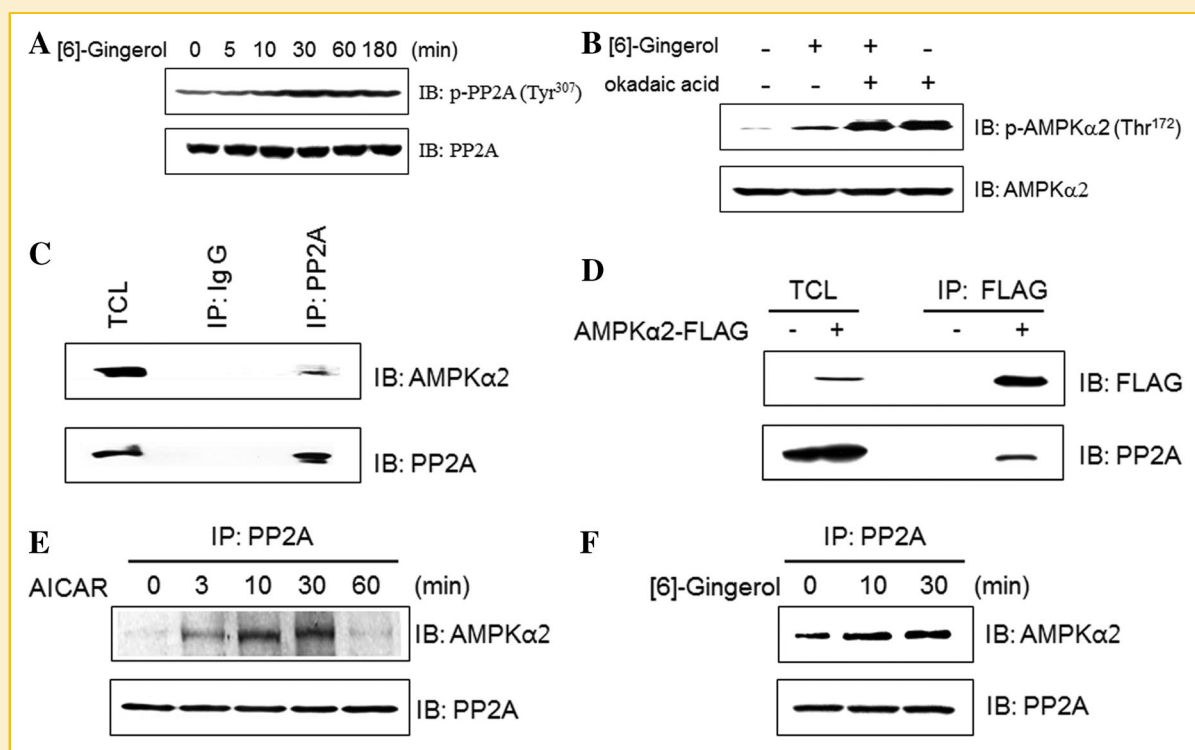 A [6]-Gingerol 0 5 10 30 60 180 (min)
IB: p-PP2A (Tyr³⁰⁷)
IB: PP2A
B [6]-Gingerol - + + -
okadaic acid - - + +
IB: p-AMPKα2 (Thr¹⁷²)
IB: AMPKα2
C
TCL
IP: Ig G
IP: PP2A
IB: AMPKα2
IB: PP2A
D
TCL IP: FLAG
AMPKα2-FLAG - + - +
IB: FLAG
IB: PP2A
E
IP: PP2A
AICAR 0 3 10 30 60 (min)
IB: AMPKα2
IB: PP2A
F
IP: PP2A
[6]-Gingerol 0 10 30 (min)
IB: AMPKα2
IB: PP2A